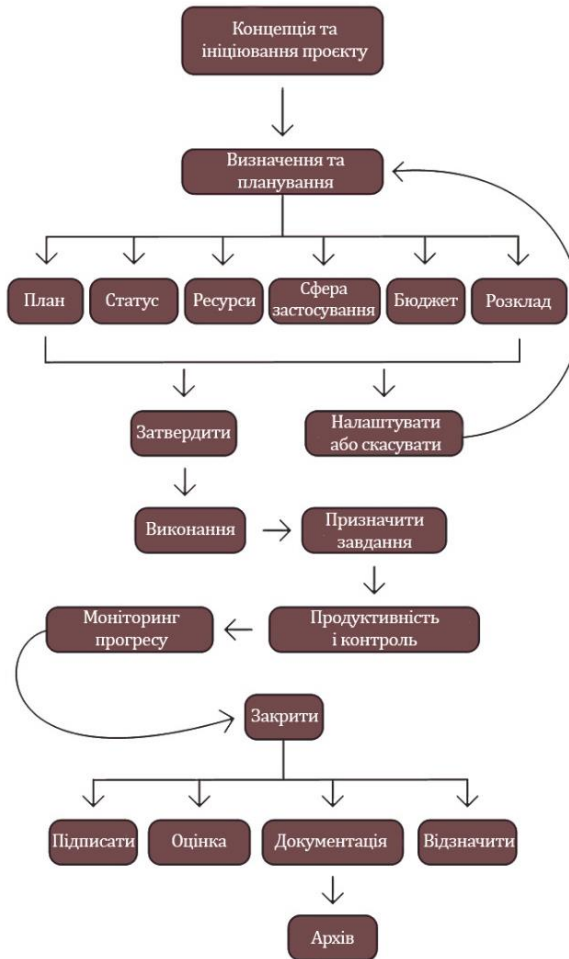 Концепція та
ініціювання проєкту
Визначення та
планування
План
Статус
Ресурси
Сфера
застосування
Бюджет
Розклад
Затвердити
Налаштувати
або скасувати
Виконання
Призначити
завдання
Моніторинг
прогресу
Продуктивність
і контроль
Закрити
Підписати
Оцінка
Документація
Відзначити
Архів